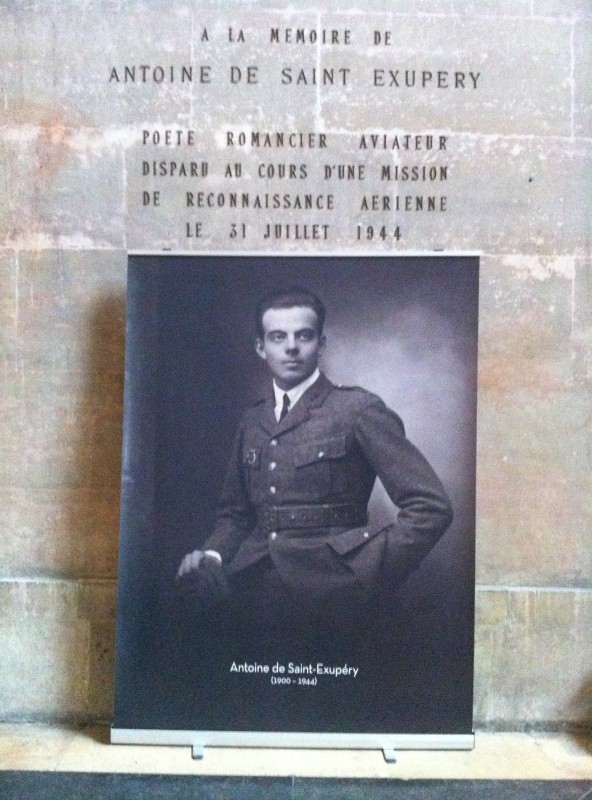 A LA MEMOIRE DE
ANTOINE DE SAINT EXUPERY
POETE ROMANCIER AVIATEUR
DISPARU AU COURS D'UNE MISSION
DE RECONNAISSANCE AERIENNE
LE 31 JUILLET 1944
Antoine de Saint-Exupéry
(1900 - 1944)